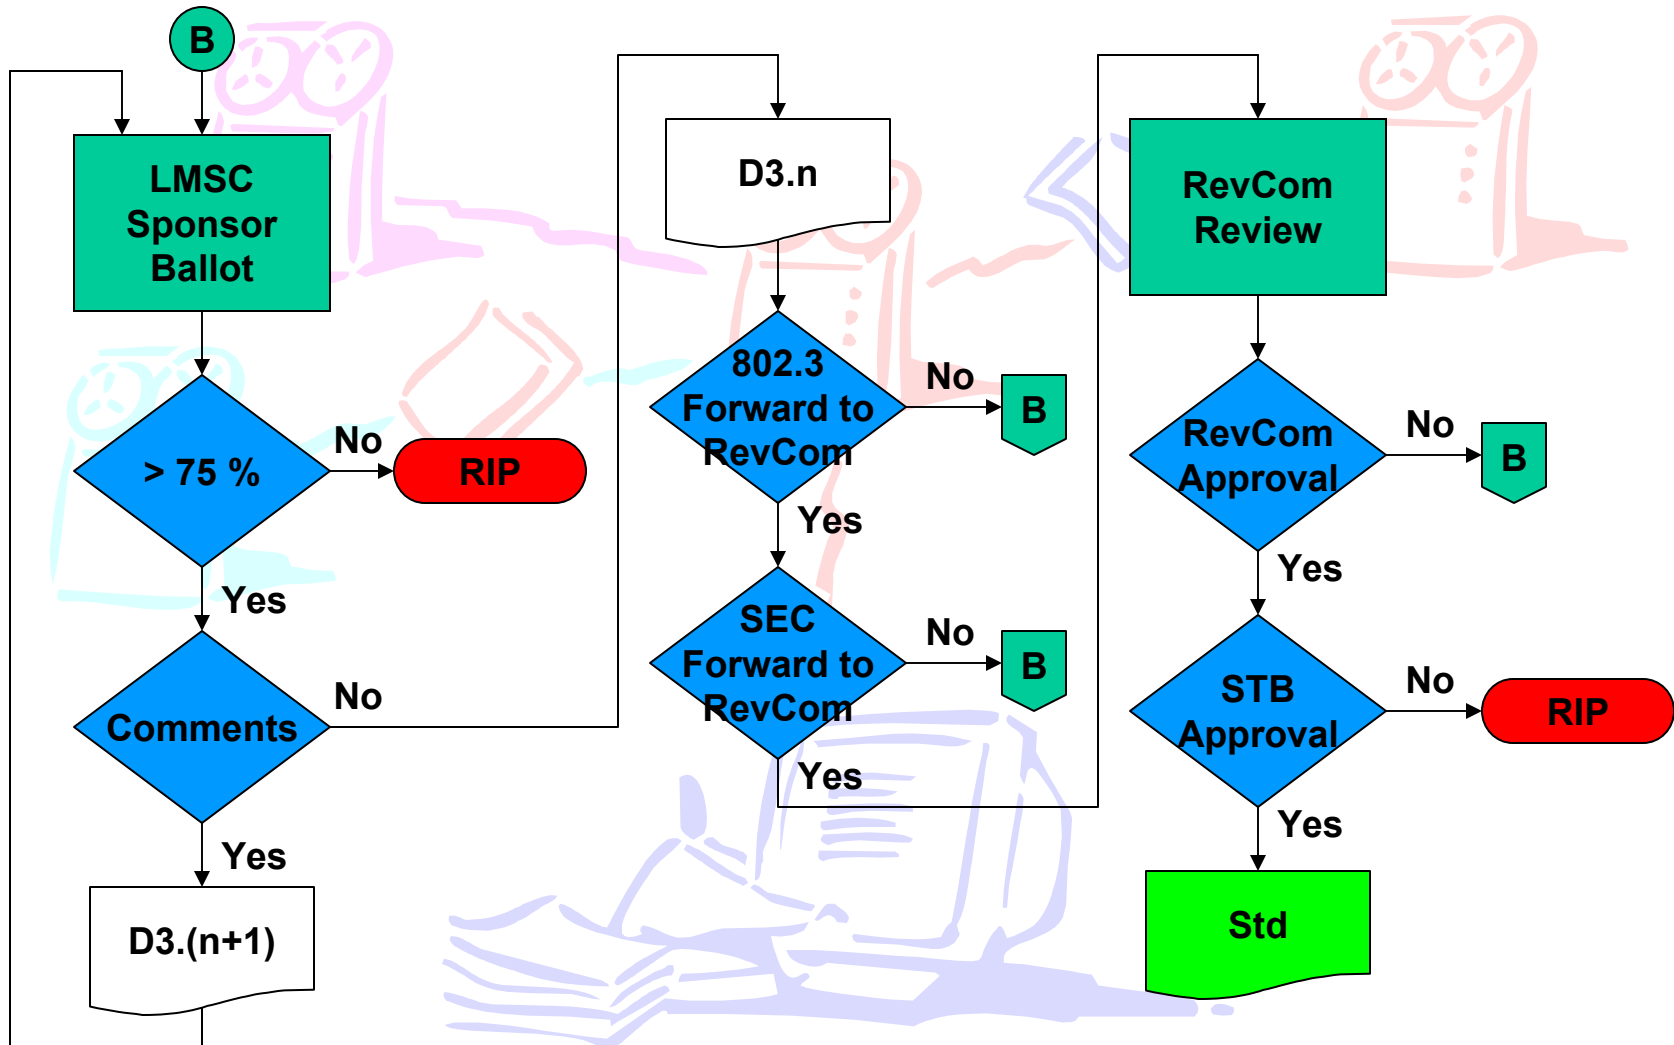 B
LMSC
Sponsor
Ballot
> 75 %
No
RIP
Yes
Comments
No
Yes
D3.(n+1)
D3.n
802.3
Forward to
RevCom
No
B
Yes
SEC
Forward to
RevCom
No
B
Yes
RevCom
Review
RevCom
Approval
No
B
Yes
STB
Approval
No
RIP
Yes
Std